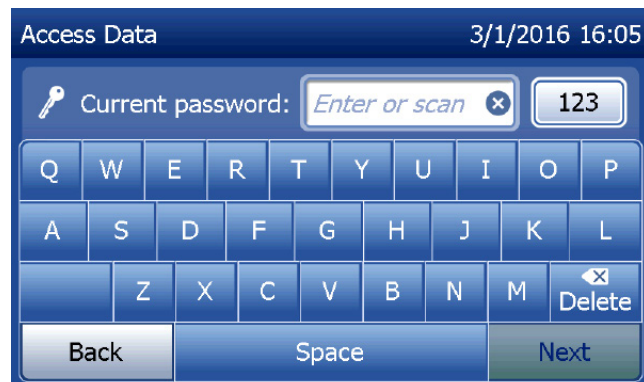 Access Data 3/1/2016 16:05
Current password: Enter or scan 123
Q W E R T Y U I O P
A S D F G H J K L
Z X C V B N M Delete
Back Space Next